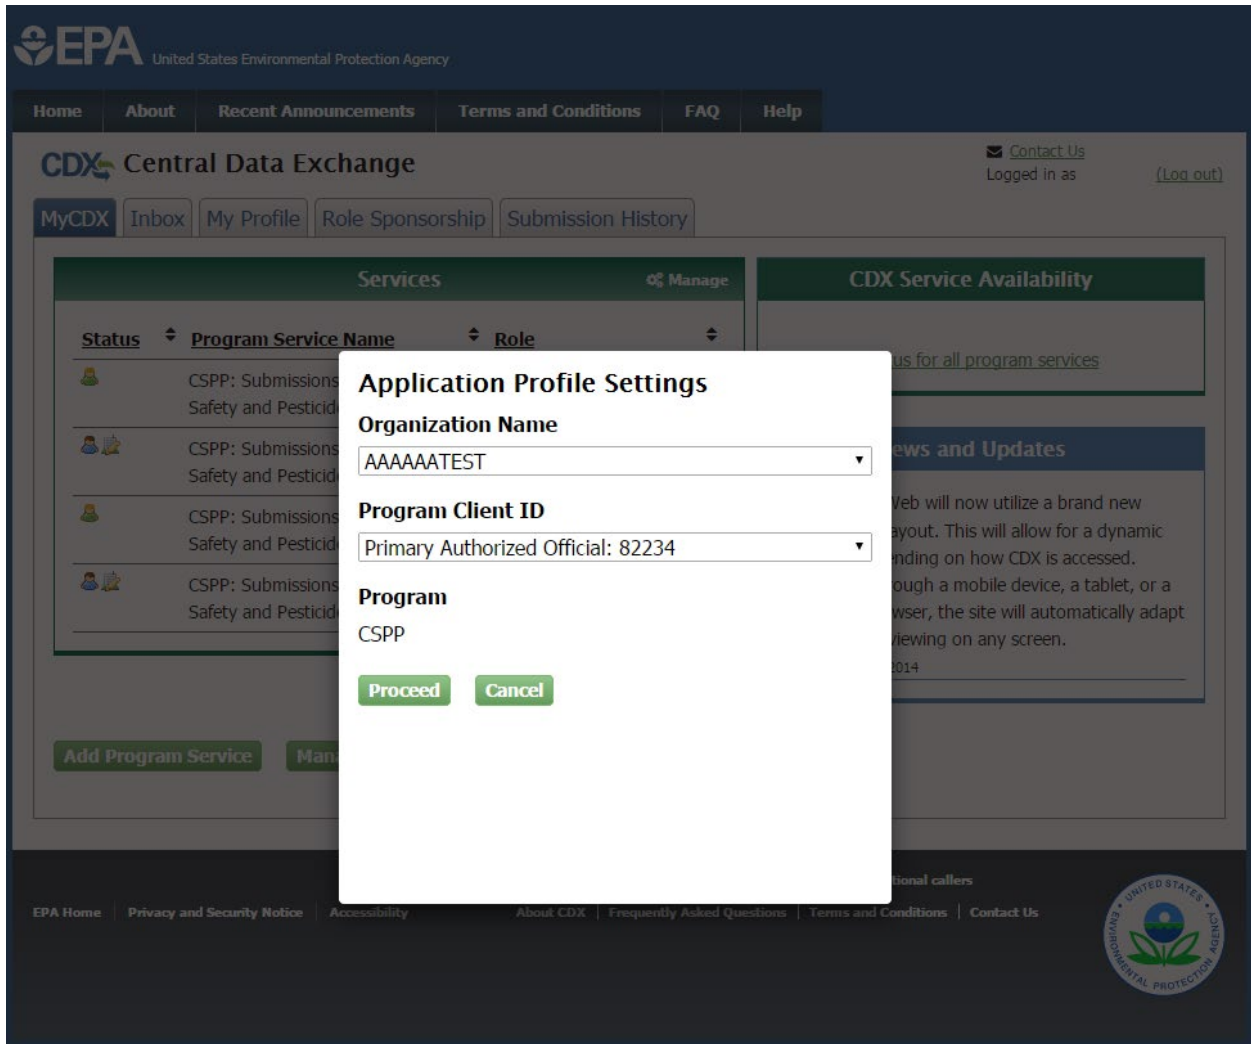 EPA United States Environmental Protection Agency
Home About Recent Announcements Terms and Conditions FAQ Help
CDX Central Data Exchange
Contact Us
Logged in as (Log out)
MyCDX Inbox My Profile Role Sponsorship Submission History
Services Manage
CDX Service Availability
Status Program Service Name Role
us for all program services
CSPP: Submissions
Safety and Pesticid
CSPP: Submissions
Safety and Pesticid
CSPP: Submissions
Safety and Pesticid
CSPP: Submissions
Safety and Pesticid
Application Profile Settings
Organization Name
AAAAAATEST
Program Client ID
Primary Authorized Official: 82234
Program
CSPP
Proceed Cancel
ews and Updates
Web will now utilize a brand new
ayout. This will allow for a dynamic
ending on how CDX is accessed.
ough a mobile device, a tablet, or a
wser, the site will automatically adapt
viewing on any screen.
2014
Add Program Service Mana
tional callers
EPA Home Privacy and Security Notice Accessibility About CDX Frequently Asked Questions Terms and Conditions Contact Us
UNITED STATES
ENVIRONMENTAL PROTECTION AGENCY